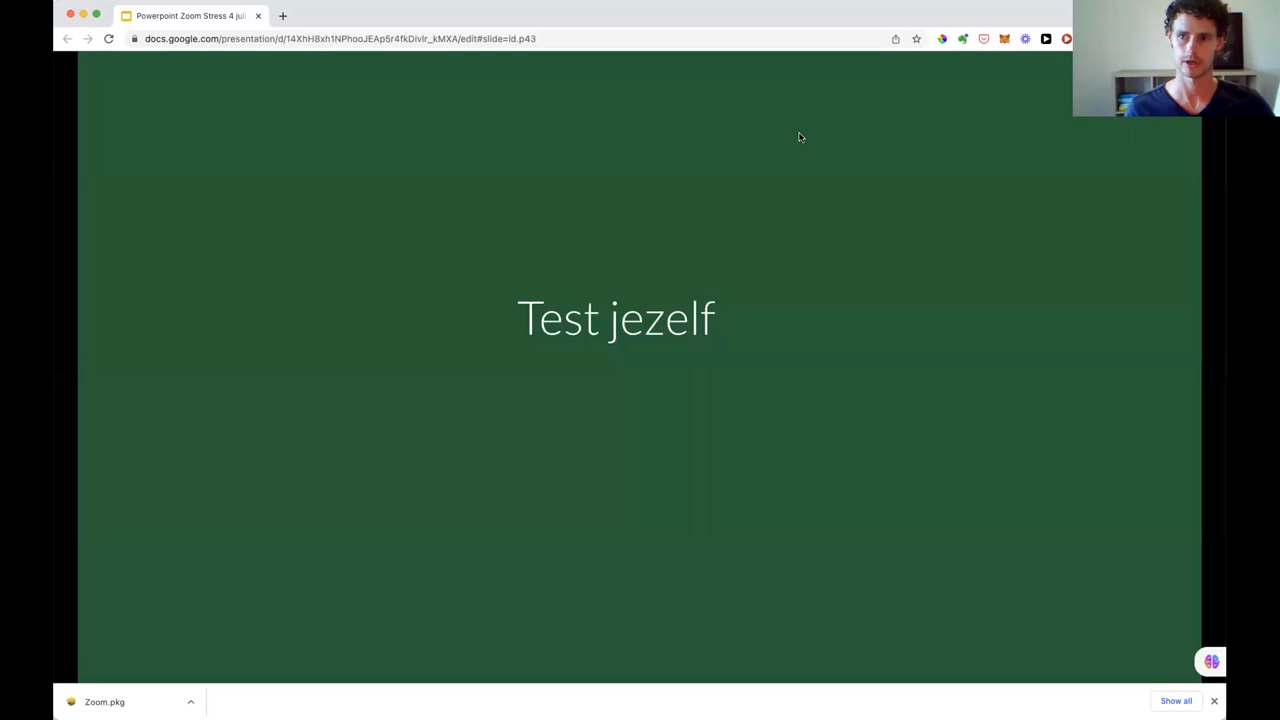 Powerpoint Zoom Stress 4 juli
docs.google.com/presentation/d/14XhH8xh1NPhooJEAp5r4fkDivIr_kMXA/edit#slide=id.p43
Test jezelf
Zoom.pkg
Show all